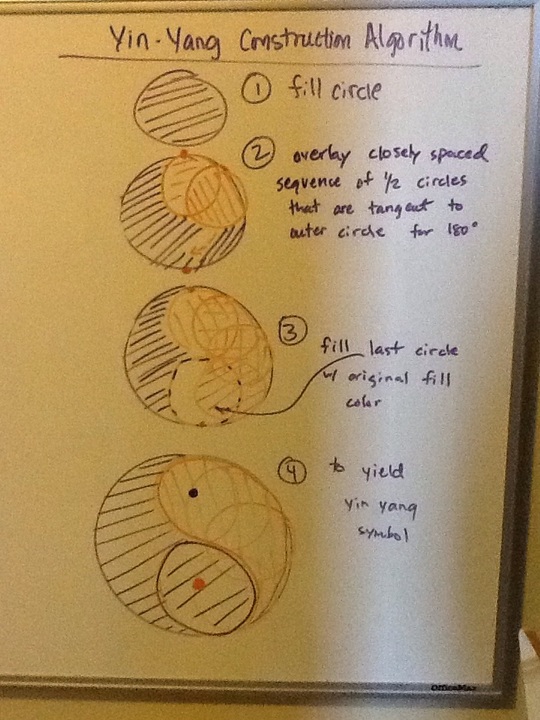 Yin-Yang Construction Algorithm
1 fill circle
2 overlay closely spaced
sequence of 1/2 circles
that are tangent to
outer circle for 180°
3
fill last circle
w/ original fill
color
4 to yield
yin yang
symbol
OfficeMax